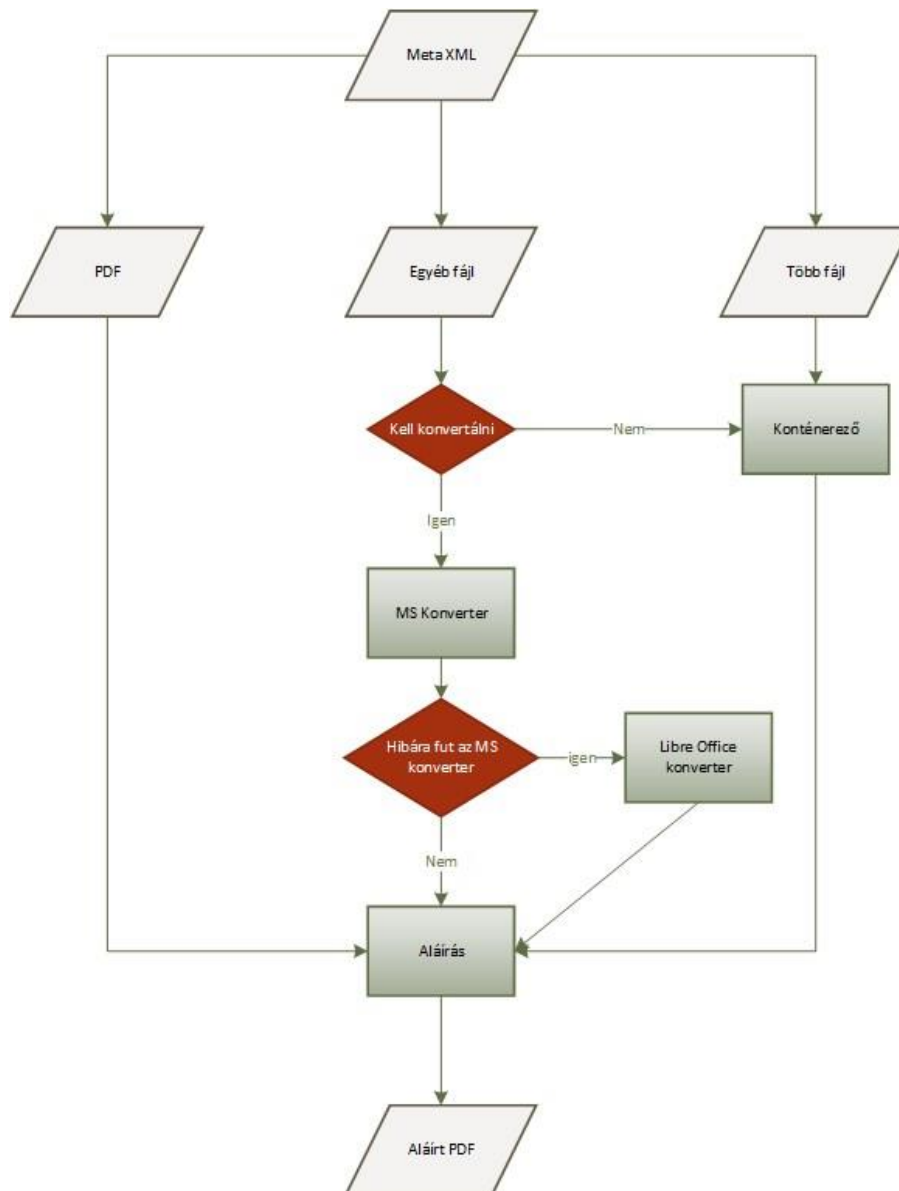 Meta XML
PDF
Egyéb fájl
Több fájl
Kell konvertálni
Nem
Konténerező
Igen
MS Konverter
Hibára fut az MS
konverter
igen
Libre Office
konverter
Nem
Aláírás
Aláírt PDF